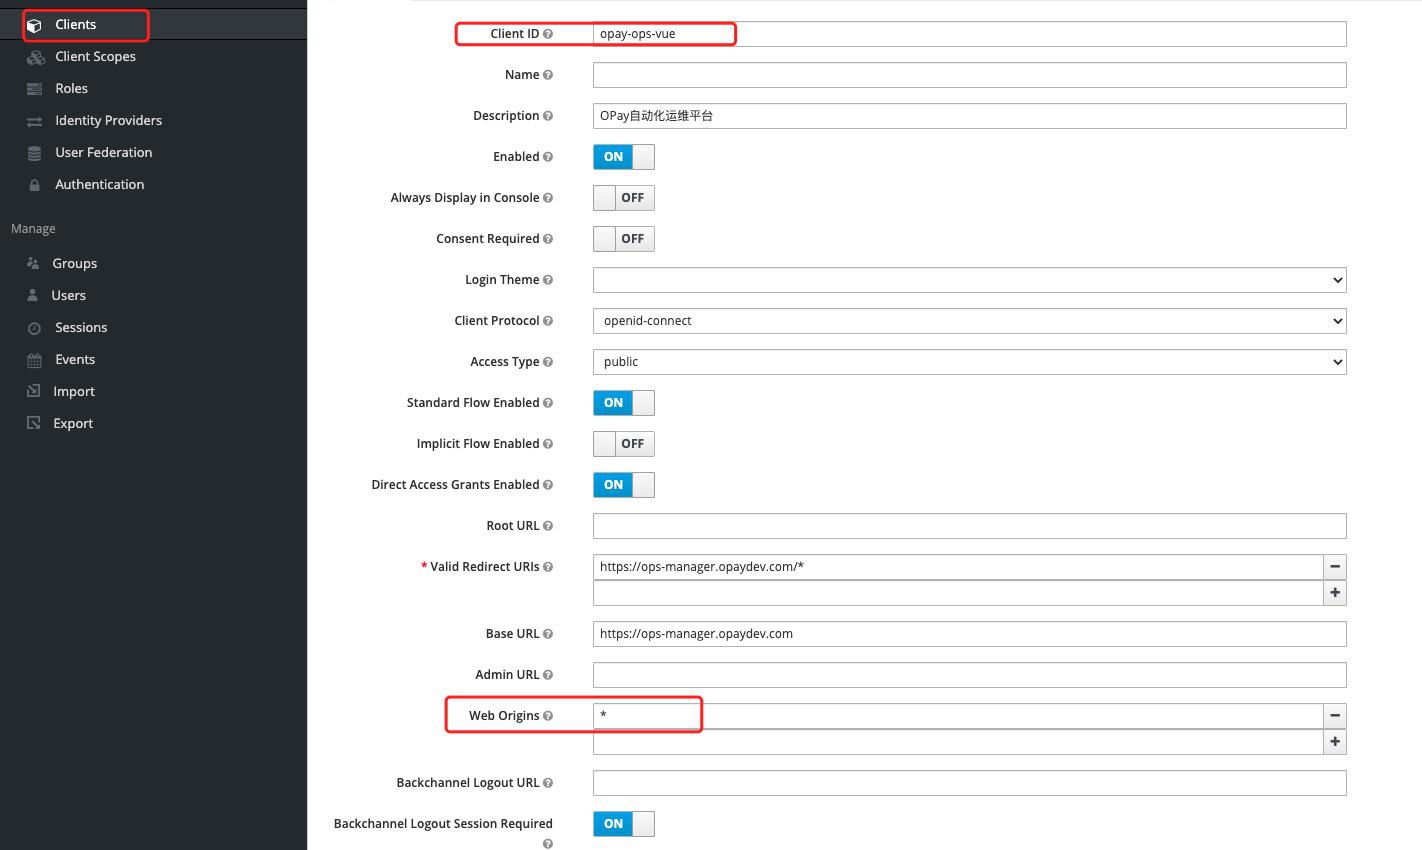 Clients
Client Scopes
Roles
Identity Providers
User Federation
Authentication
Manage
Groups
Users
Sessions
Events
Import
Export
Client ID opay-ops-vue
Name
Description OPay自动化运维平台
Enabled ON
Always Display in Console OFF
Consent Required OFF
Login Theme
Client Protocol openid-connect
Access Type public
Standard Flow Enabled ON
Implicit Flow Enabled OFF
Direct Access Grants Enabled ON
Root URL
* Valid Redirect URIs https://ops-manager.opaydev.com/*
Base URL https://ops-manager.opaydev.com
Admin URL
Web Origins *
Backchannel Logout URL
Backchannel Logout Session Required ON